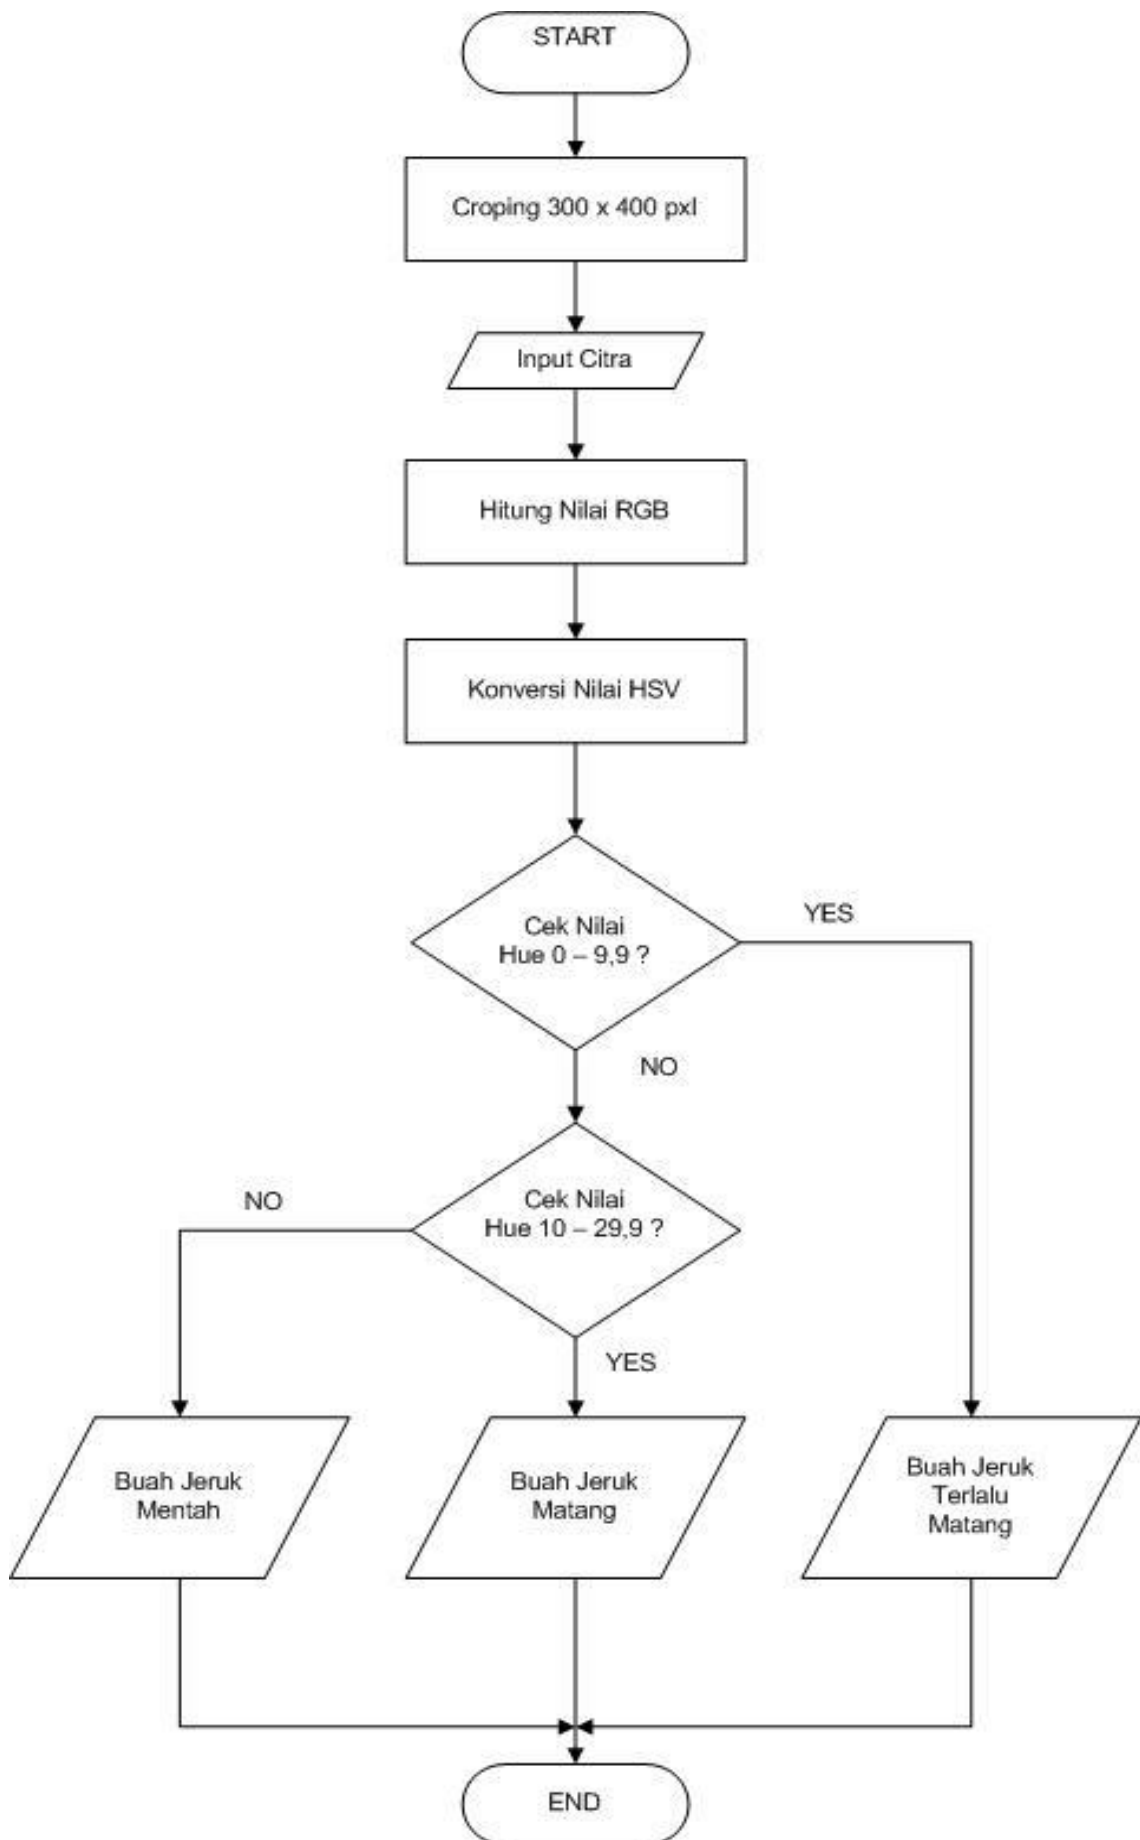 START
Croping 300 x 400 pxl
Input Citra
Hitung Nilai RGB
Konversi Nilai HSV
Cek Nilai
Hue 0 – 9,9 ?
YES
NO
Cek Nilai
Hue 10 – 29,9 ?
NO
YES
Buah Jeruk
Mentah
Buah Jeruk
Matang
Buah Jeruk
Terlalu
Matang
END